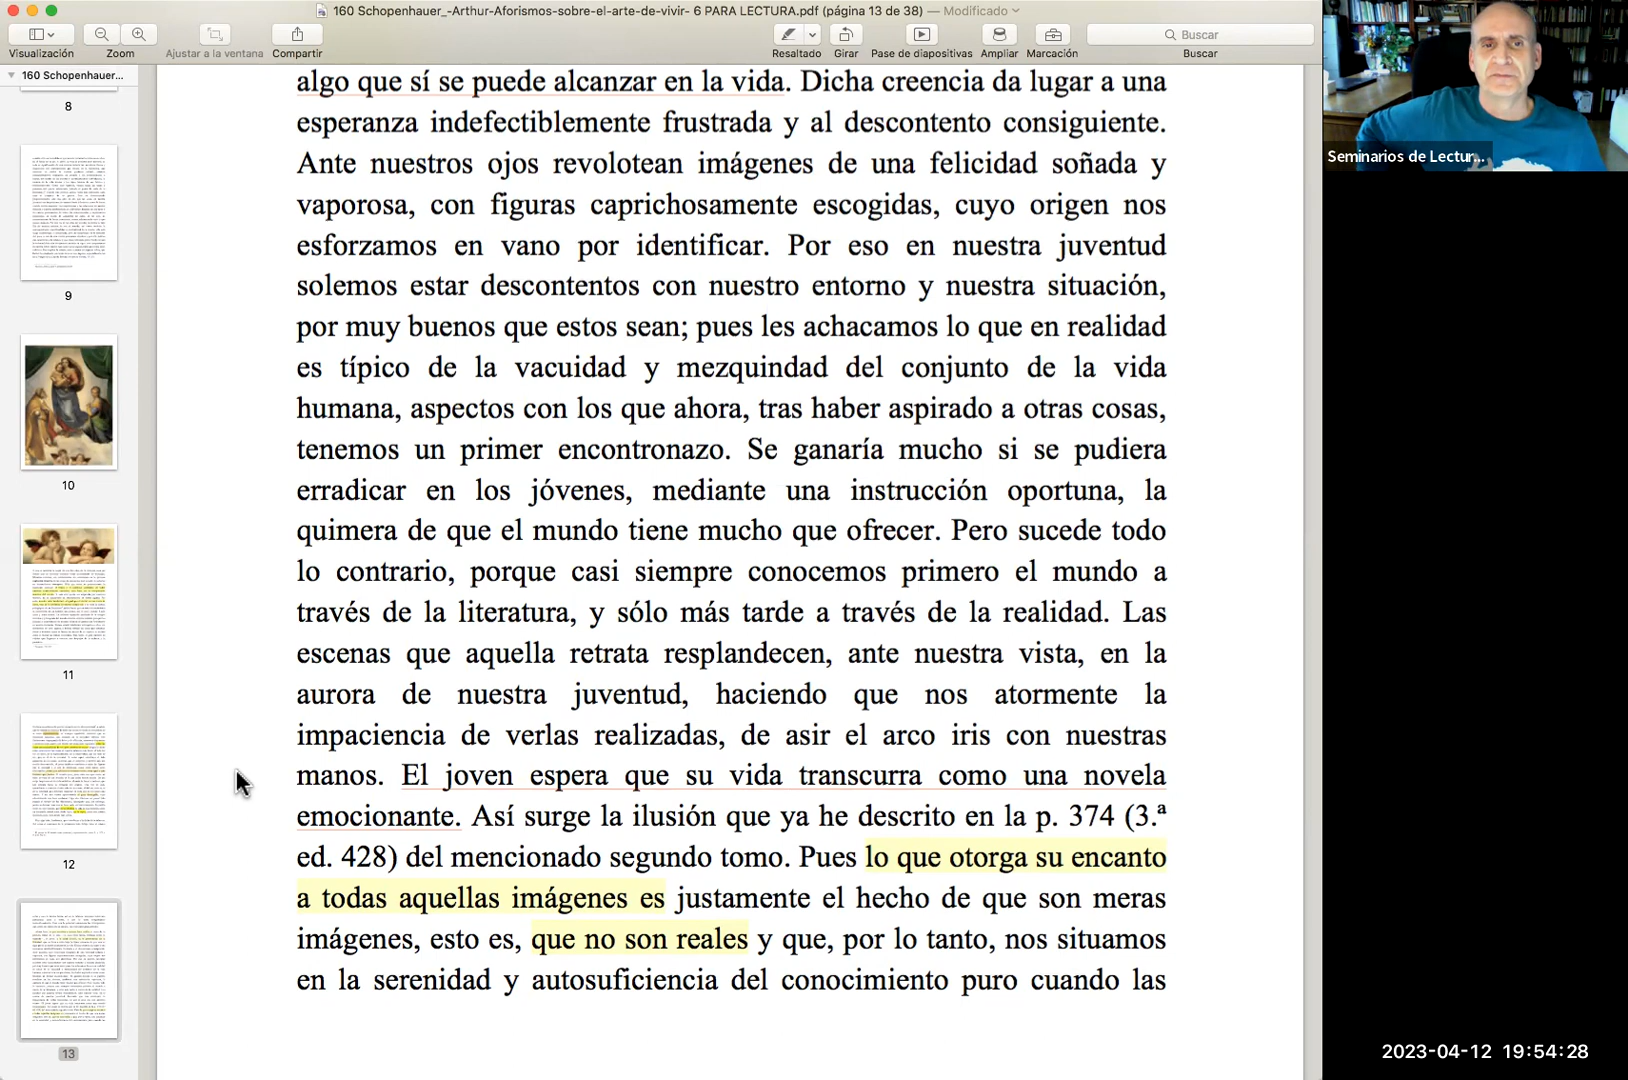 160 Schopenhauer_-Arthur-Aforismos-sobre-el-arte-de-vivir- 6 PARA LECTURA.pdf (página 13 de 38) — Modificado
Visualización
Zoom
Ajustar a la ventana
Compartir
Resaltado
Girar
Pase de diapositivas
Ampliar
Marcación
Buscar
Buscar
160 Schopenhauer...
8
9
10
11
12
13
algo que sí se puede alcanzar en la vida. Dicha creencia da lugar a una
esperanza indefectiblemente frustrada y al descontento consiguiente.
Ante nuestros ojos revolotean imágenes de una felicidad soñada y
vaporosa, con figuras caprichosamente escogidas, cuyo origen nos
esforzamos en vano por identificar. Por eso en nuestra juventud
solemos estar descontentos con nuestro entorno y nuestra situación,
por muy buenos que estos sean; pues les achacamos lo que en realidad
es típico de la vacuidad y mezquindad del conjunto de la vida
humana, aspectos con los que ahora, tras haber aspirado a otras cosas,
tenemos un primer encontronazo. Se ganaría mucho si se pudiera
erradicar en los jóvenes, mediante una instrucción oportuna, la
quimera de que el mundo tiene mucho que ofrecer. Pero sucede todo
lo contrario, porque casi siempre conocemos primero el mundo a
través de la literatura, y sólo más tarde a través de la realidad. Las
escenas que aquella retrata resplandecen, ante nuestra vista, en la
aurora de nuestra juventud, haciendo que nos atormente la
impaciencia de verlas realizadas, de asir el arco iris con nuestras
manos. El joven espera que su vida transcurra como una novela
emocionante. Así surge la ilusión que ya he descrito en la p. 374 (3.ª
ed. 428) del mencionado segundo tomo. Pues lo que otorga su encanto
a todas aquellas imágenes es justamente el hecho de que son meras
imágenes, esto es, que no son reales y que, por lo tanto, nos situamos
en la serenidad y autosuficiencia del conocimiento puro cuando las
Seminarios de Lectur...
2023-04-12 19:54:28